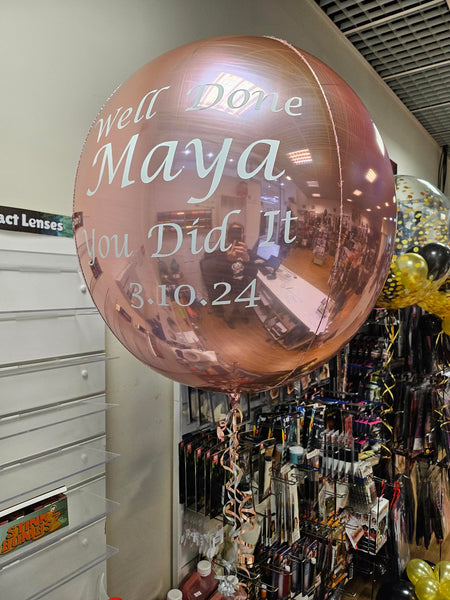 Well Done
Maya
You Did It
3.10.24
act Lenses